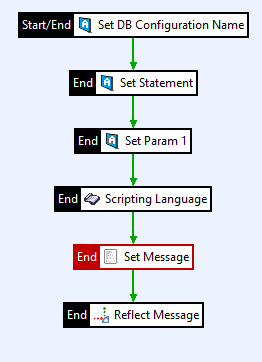 Start/End Set DB Configuration Name
End Set Statement
End Set Param 1
End Scripting Language
End Set Message
End Reflect Message